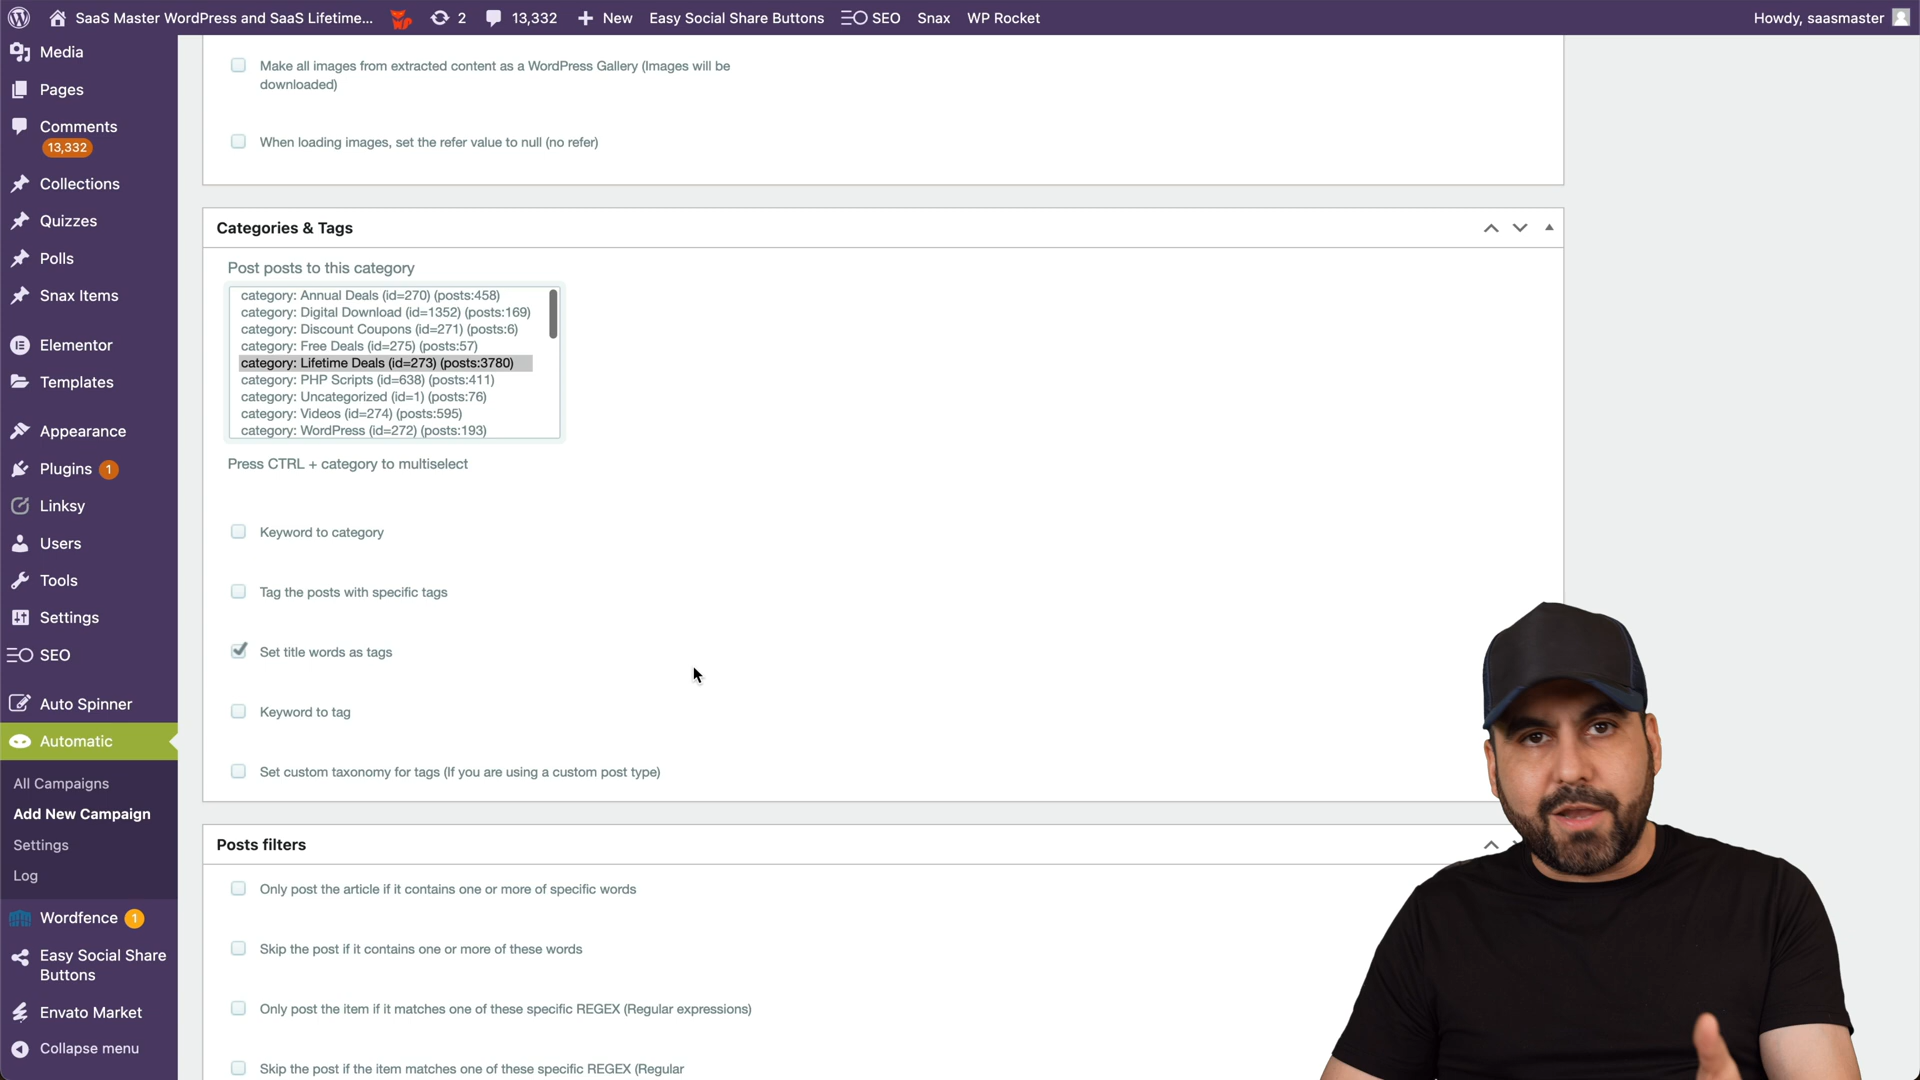 SaaS Master WordPress and SaaS Lifetime...
2
13,332
New
Easy Social Share Buttons
SEO
Snax
WP Rocket
Howdy, saasmaster
Media
Pages
Comments
13,332
Collections
Quizzes
Polls
Snax Items
Elementor
Templates
Appearance
Plugins 1
Linksy
Users
Tools
Settings
SEO
Auto Spinner
Automatic
All Campaigns
Add New Campaign
Settings
Log
Wordfence 1
Easy Social Share
Buttons
Envato Market
Collapse menu
Make all images from extracted content as a WordPress Gallery (Images will be
downloaded)
When loading images, set the refer value to null (no refer)
Categories & Tags
Post posts to this category
category: Annual Deals (id=270) (posts:458)
category: Digital Download (id=1352) (posts:169)
category: Discount Coupons (id=271) (posts:6)
category: Free Deals (id=275) (posts:57)
category: Lifetime Deals (id=273) (posts:3780)
category: PHP Scripts (id=638) (posts:411)
category: Uncategorized (id=1) (posts:76)
category: Videos (id=274) (posts:595)
category: WordPress (id=272) (posts:193)
Press CTRL + category to multiselect
Keyword to category
Tag the posts with specific tags
Set title words as tags
Keyword to tag
Set custom taxonomy for tags (If you are using a custom post type)
Posts filters
Only post the article if it contains one or more of specific words
Skip the post if it contains one or more of these words
Only post the item if it matches one of these specific REGEX (Regular expressions)
Skip the post if the item matches one of these specific REGEX (Regular